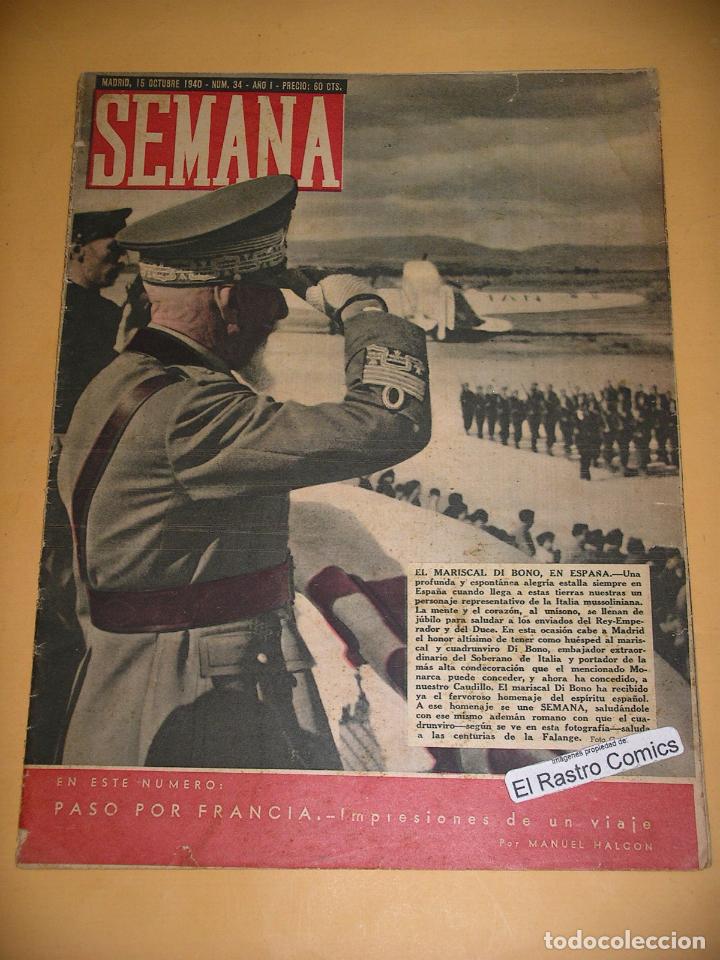 MADRID, 15 OCTUBRE 1940 - NUM. 34 - AÑO I - PRECIO: 60 CTS.
SEMANA
EL MARISCAL DI BONO, EN ESPAÑA.—Una
profunda y espontánea alegría estalla siempre en
España cuando llega a estas tierras nuestras un
personaje representativo de la Italia mussoliniana.
La mente y el corazón, al unísono, se llenan de
júbilo para saludar a los enviados del Rey-Empe-
rador y del Duce. En esta ocasión cabe a Madrid
el honor altísimo de tener como huésped al maris-
cal y cuadrunviro Di Bono, embajador extraor-
dinario del Soberano de Italia y portador de la
más alta condecoración que el mencionado Mo-
narca puede conceder, y ahora ha concedido, a
nuestro Caudillo. El mariscal Di Bono ha recibido
ya el fervoroso homenaje del espíritu español.
A ese homenaje se une SEMANA, saludándole
con ese mismo ademán romano con que el cua-
drunviro—según se ve en esta fotografía—saluda
a las centurias de la Falange. Foto
imágenes propiedad de:
El Rastro Comics
EN ESTE NUMERO:
PASO POR FRANCIA.—Impresiones de un viaje
Por MANUEL HALCON
todocoleccion